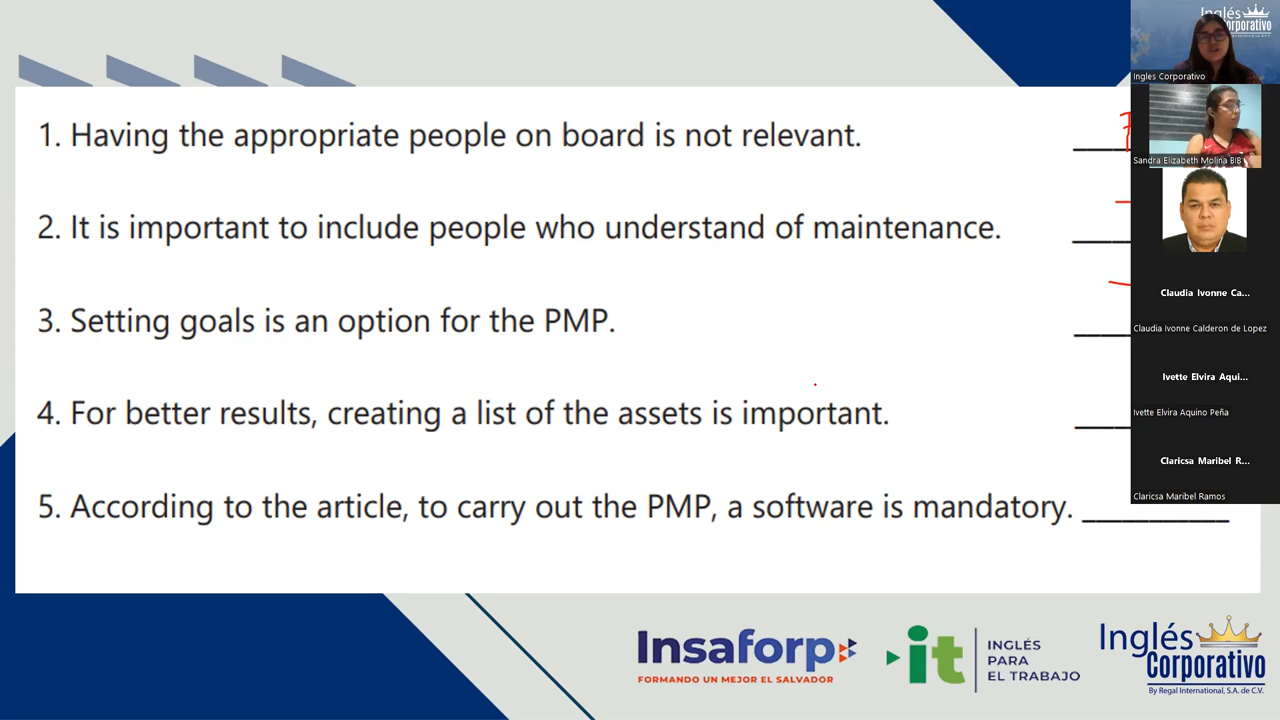 1. Having the appropriate people on board is not relevant.
2. It is important to include people who understand of maintenance.
3. Setting goals is an option for the PMP.
4. For better results, creating a list of the assets is important.
5. According to the article, to carry out the PMP, a software is mandatory.
Inglés
Corporativo
Ingles Corporativo
Sandra Elizabeth Molina BIB
Claudia Ivonne Ca...
Claudia Ivonne Calderon de Lopez
Ivette Elvira Aqui...
Ivette Elvira Aquino Peña
Claricsa Maribel R...
Claricsa Maribel Ramos
Insaforp
FORMANDO UN MEJOR EL SALVADOR
it
INGLÉS
PARA
EL TRABAJO
Inglés
Corporativo
By Regal International, S.A. de C.V.